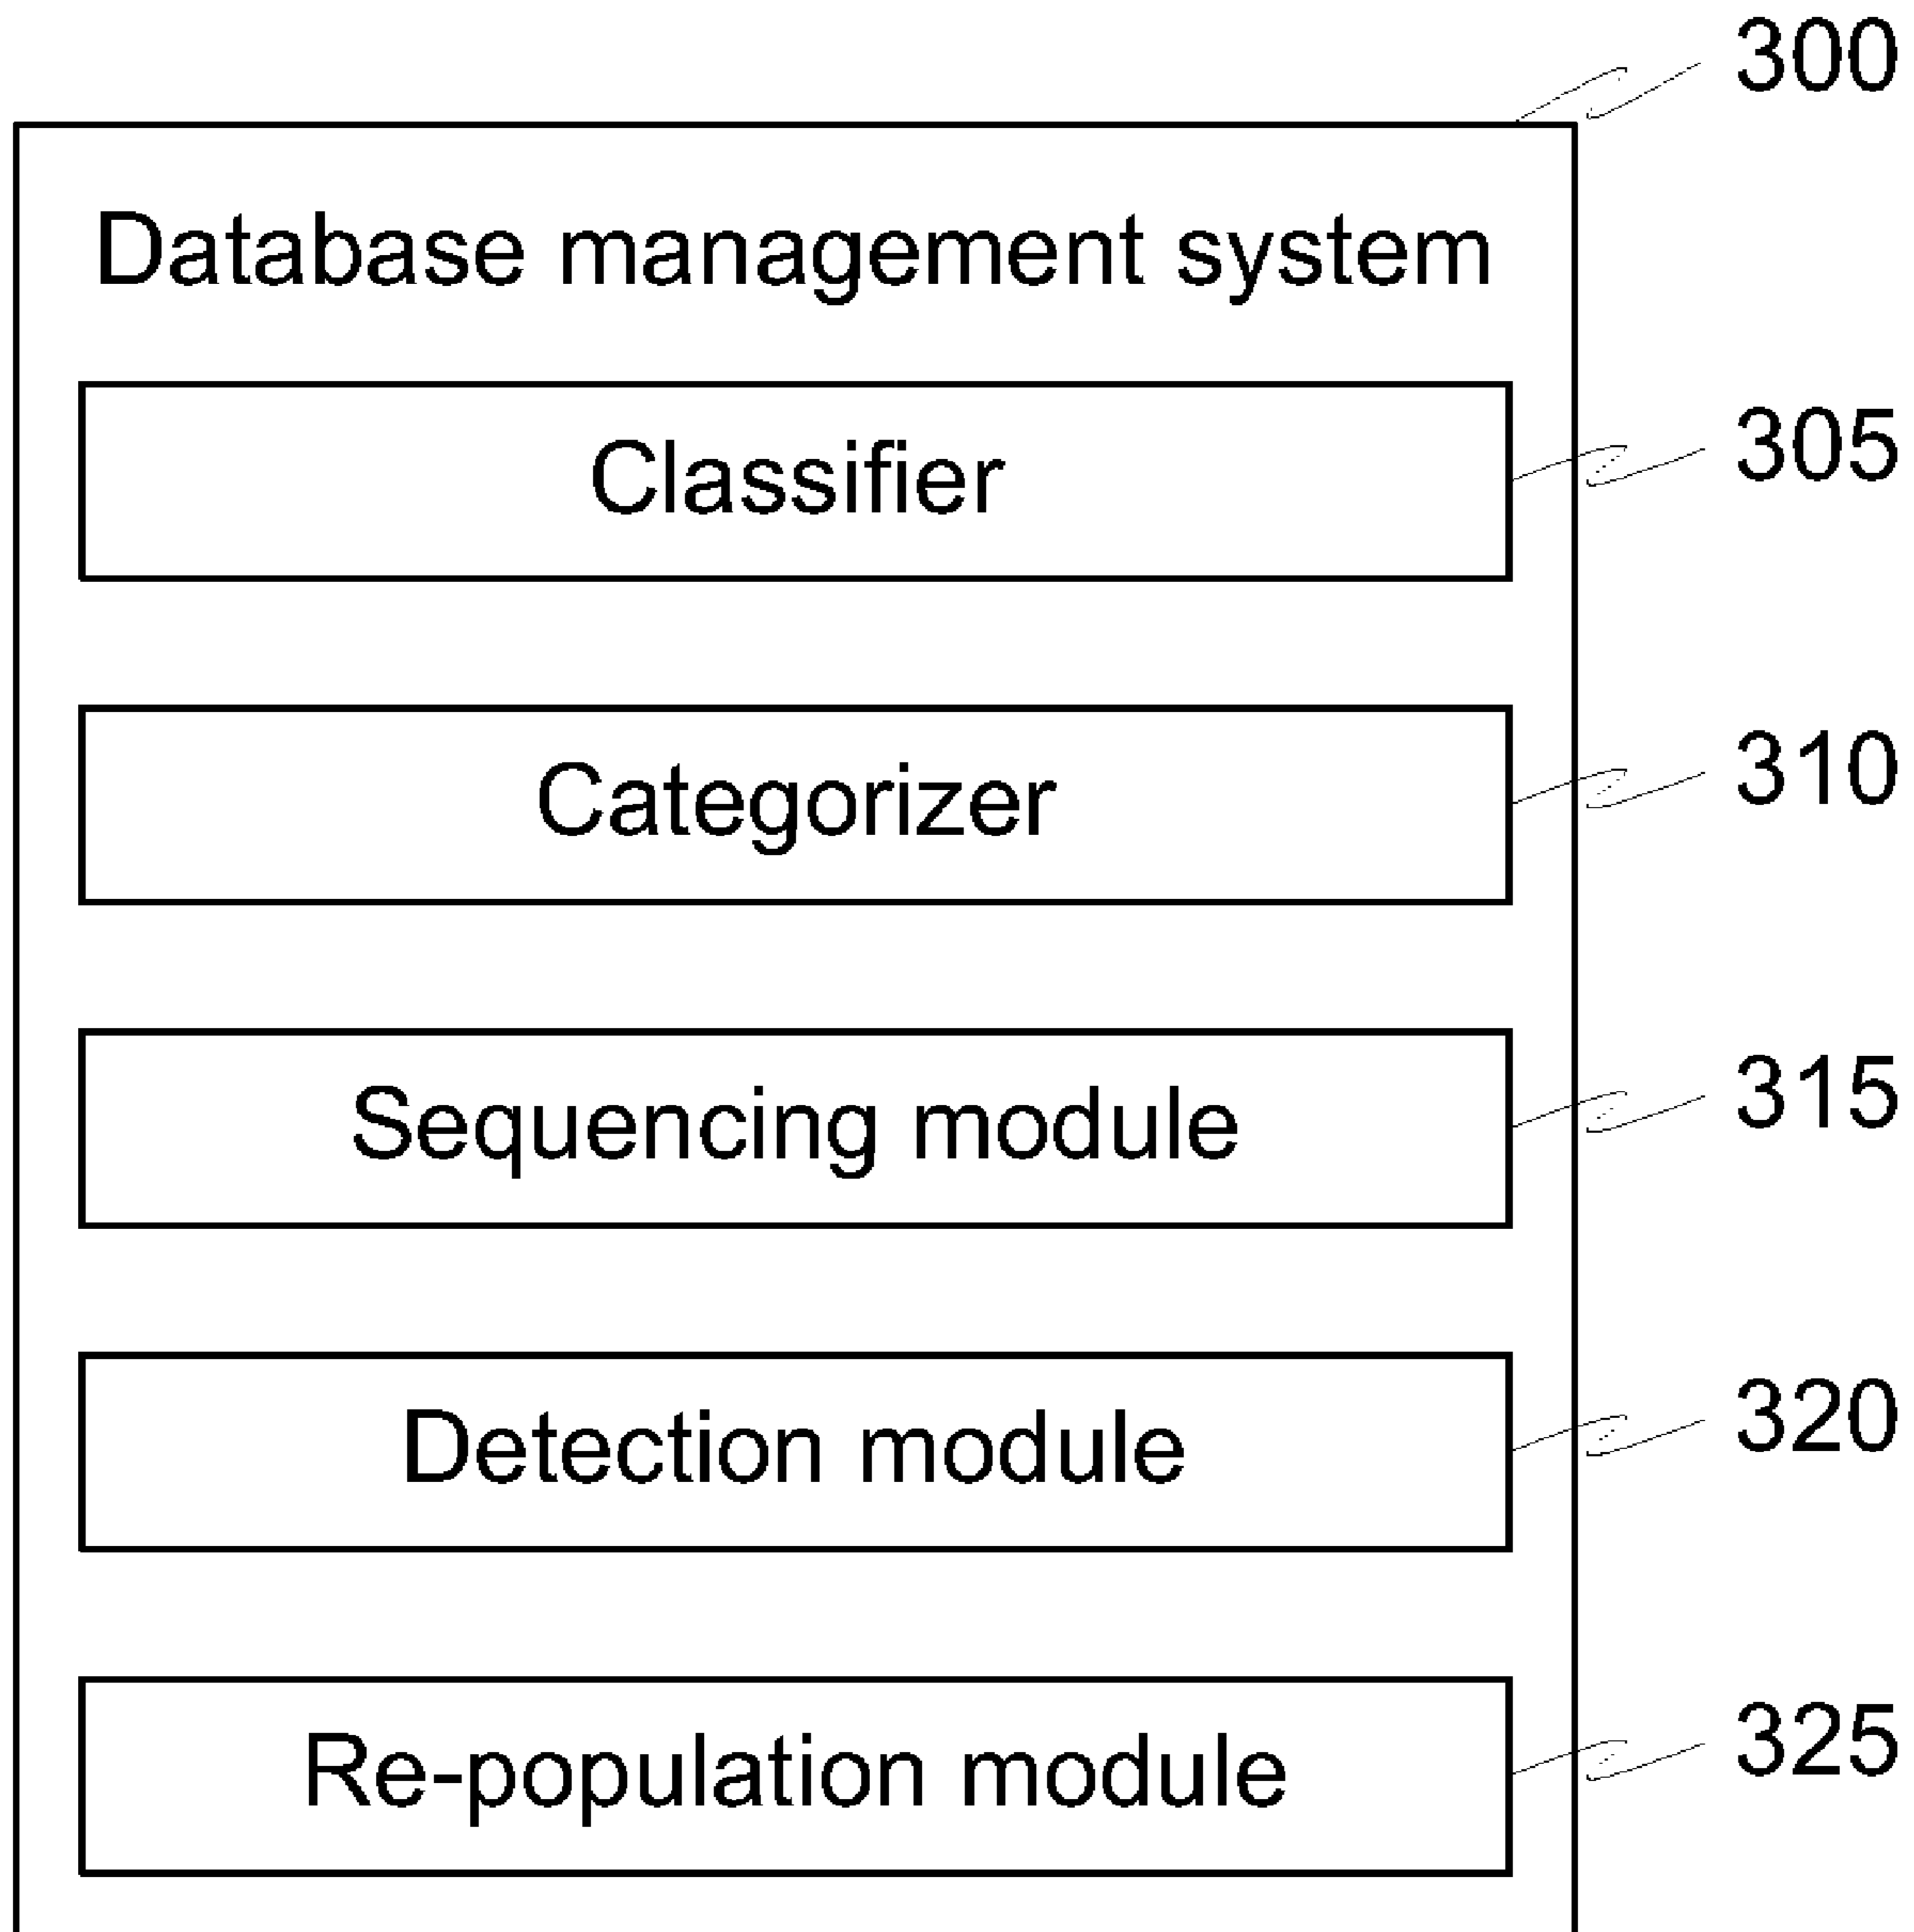 300
Database management system
Classifier
305
Categorizer
310
Sequencing module
315
Detection module
320
Re-population module
325